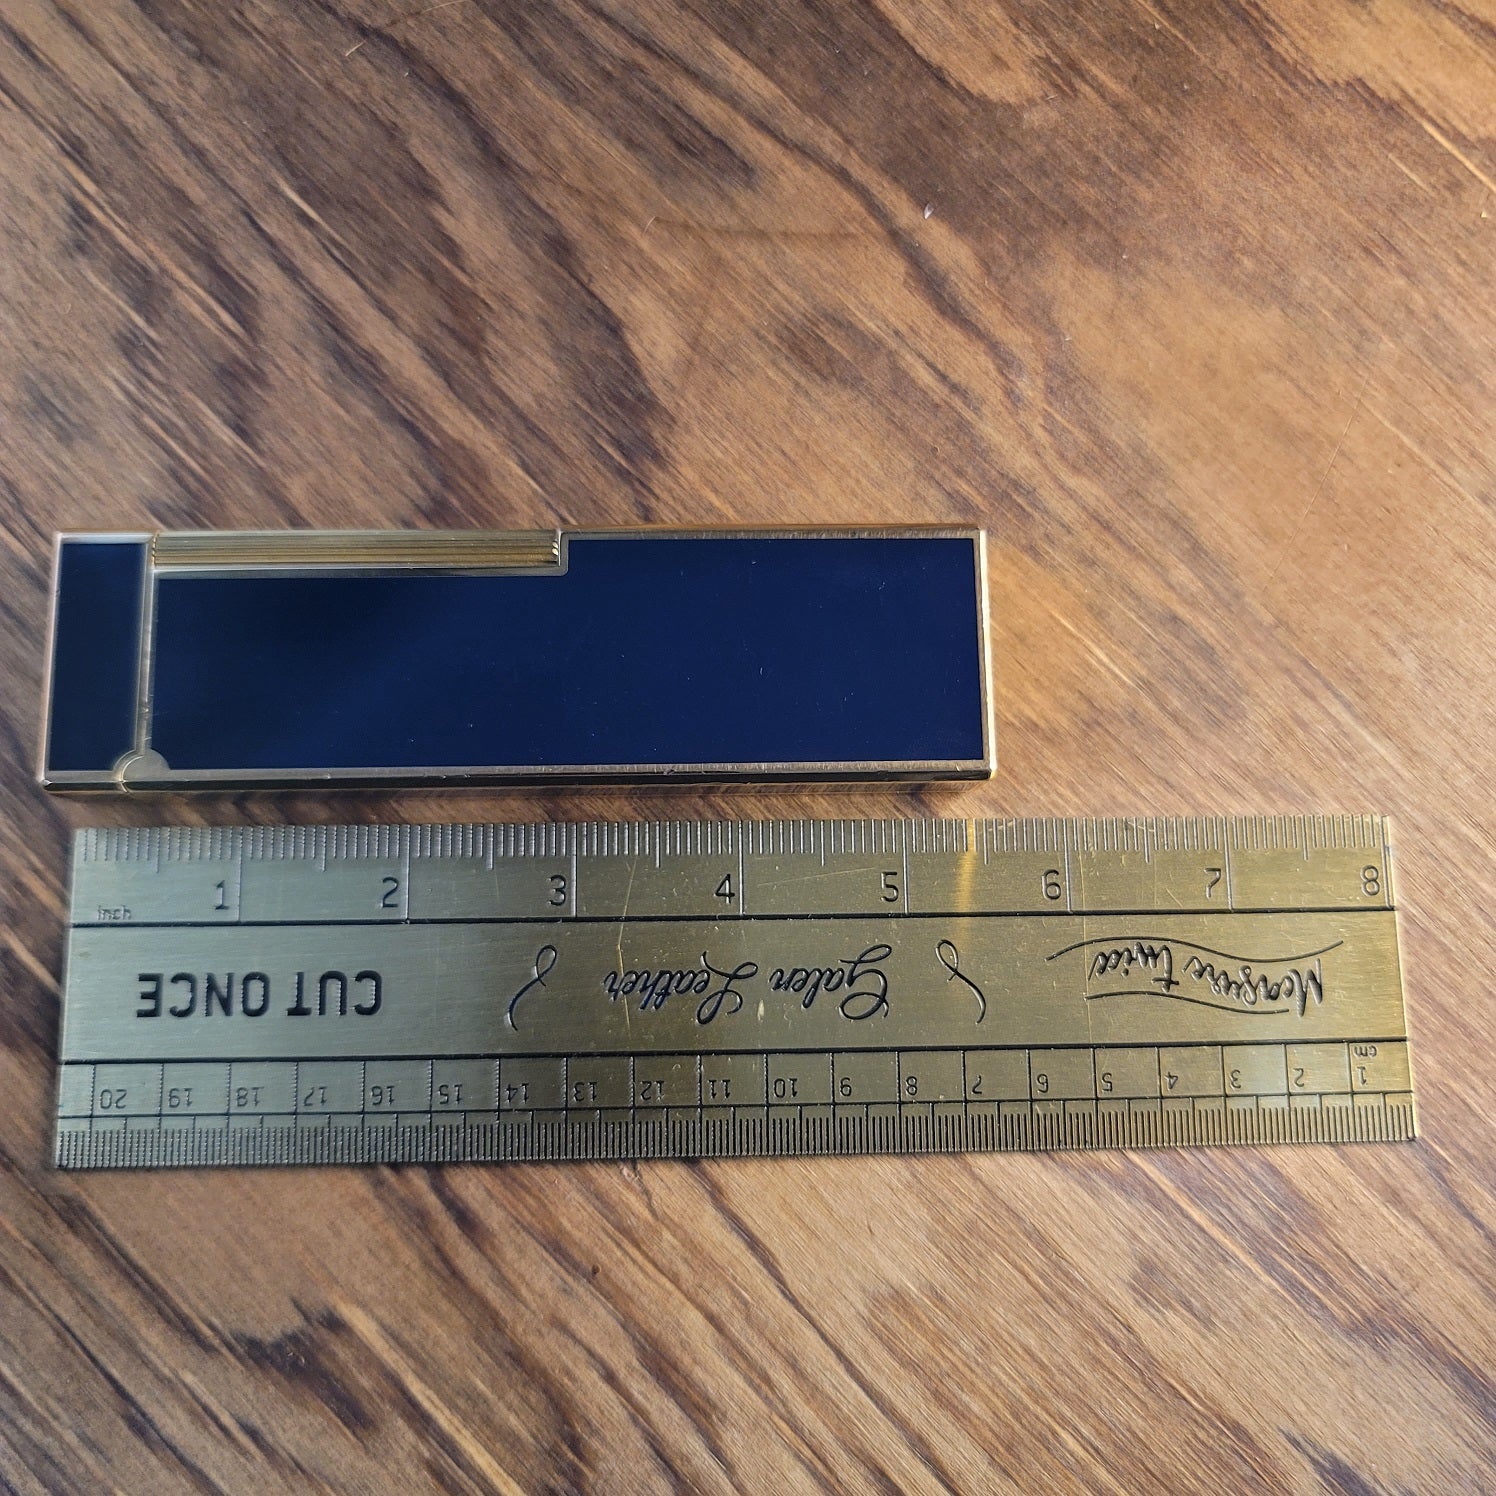 1 2 3 4 5 6 7 8
inch
Measure twice
Galen Leather
CUT ONCE
cm
1 2 3 4 5 6 7 8 9 10 11 12 13 14 15 16 17 18 19 20